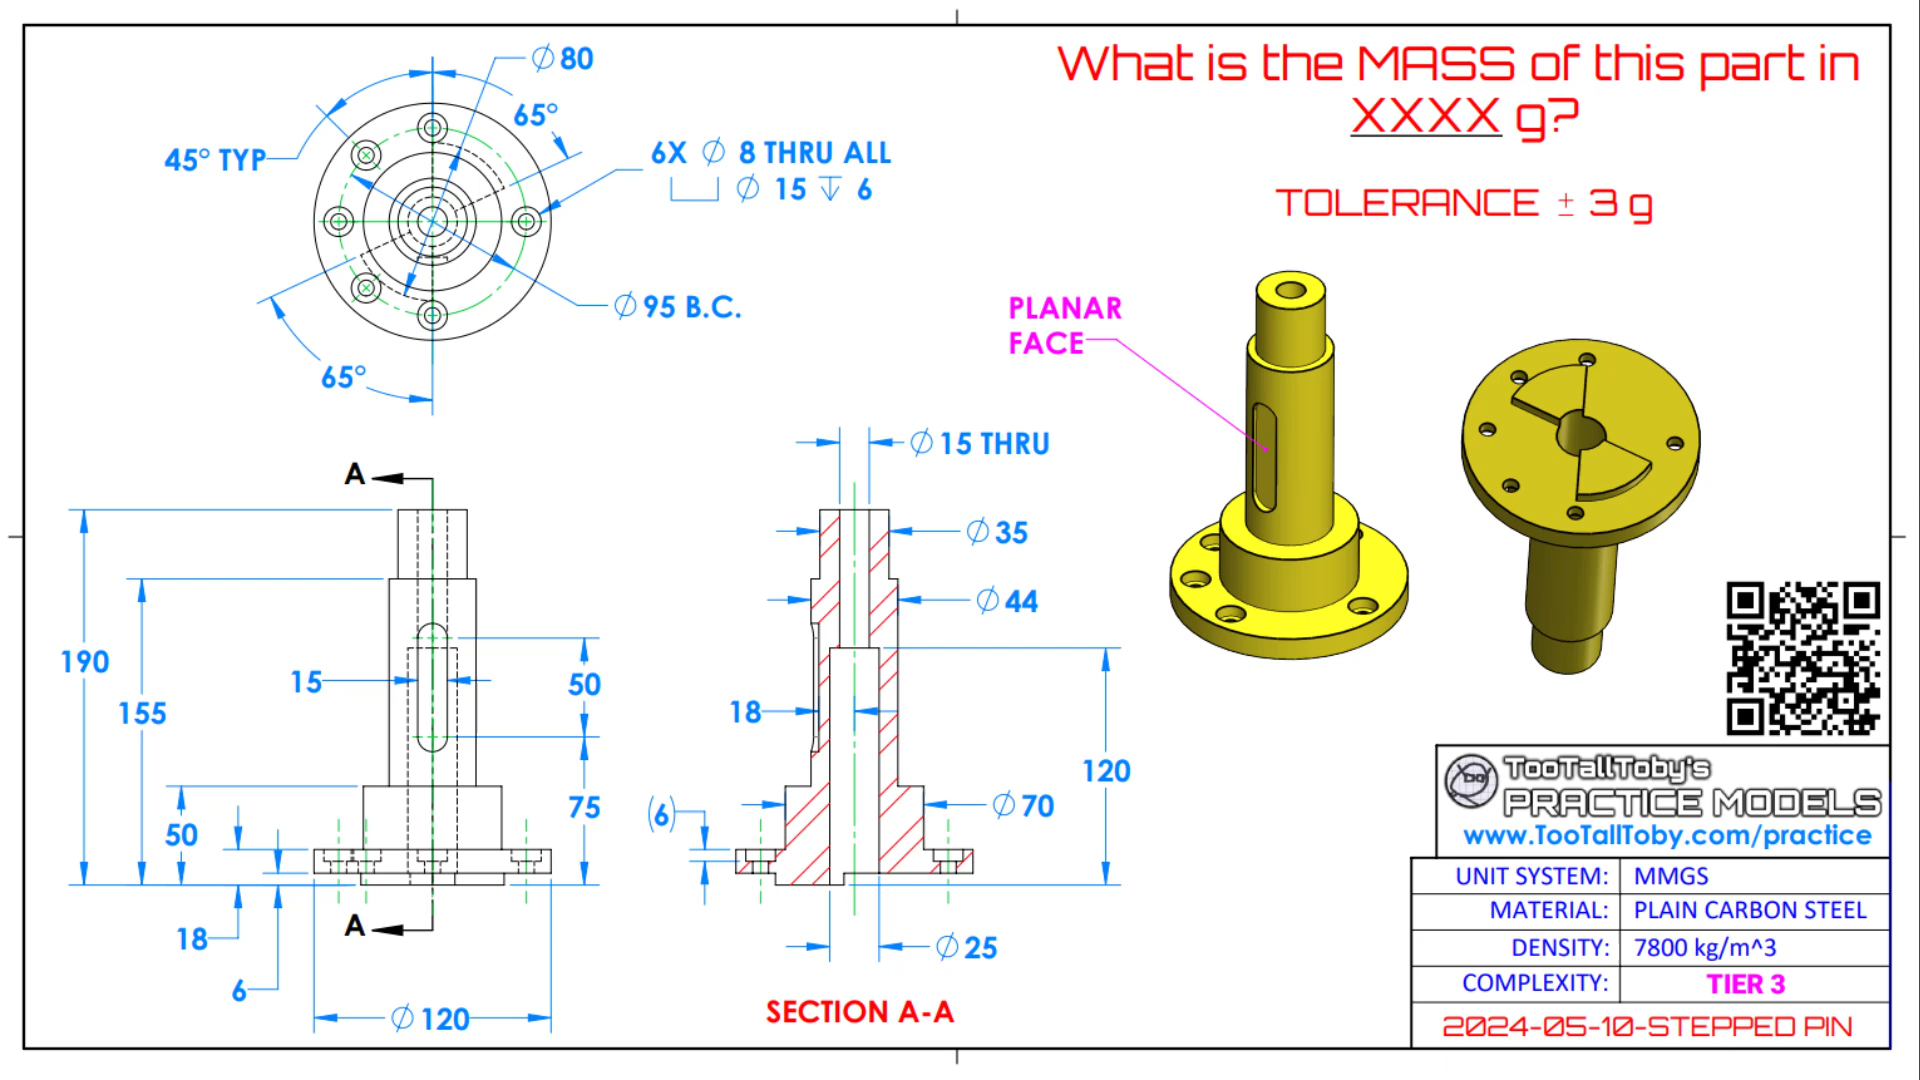 What is the MASS of this part in
XXXX g?
TOLERANCE ± 3 g
∅ 80
65°
45° TYP
6X ∅ 8 THRU ALL
⌴ ∅ 15 ↧ 6
∅ 95 B.C.
65°
PLANAR
FACE
A
190
155
15
50
75
50
18
6
∅ 120
A
∅ 15 THRU
∅ 35
∅ 44
18
120
(6)
∅ 70
∅ 25
SECTION A-A
TooTallToby's
PRACTICE MODELS
www.TooTallToby.com/practice
UNIT SYSTEM: MMGS
MATERIAL: PLAIN CARBON STEEL
DENSITY: 7800 kg/m^3
COMPLEXITY: TIER 3
2024-05-10-STEPPED PIN